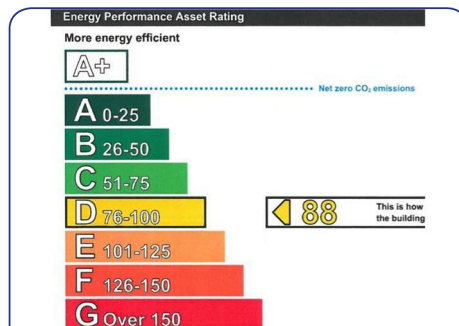 Energy Performance Asset Rating
More energy efficient
A+
Net zero CO₂ emissions
A 0-25
B 26-50
C 51-75
D 76-100
88
This is how
the building
E 101-125
F 126-150
G Over 150